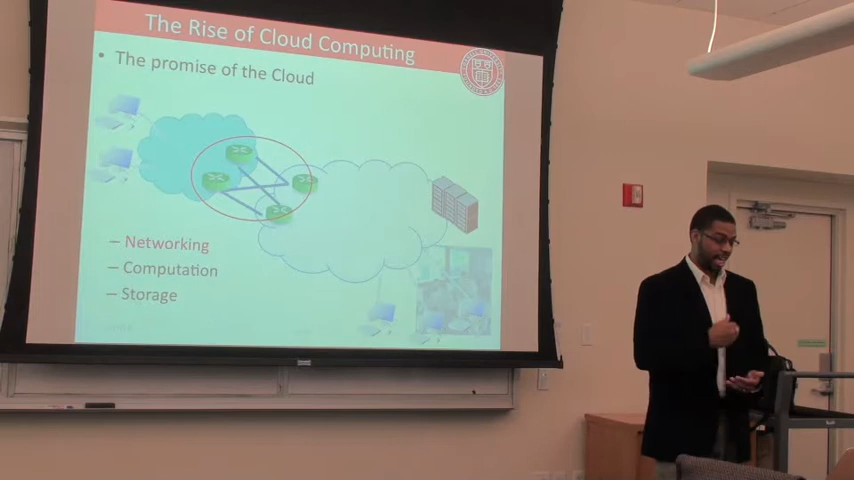 The Rise of Cloud Computing
• The promise of the Cloud
– Networking
– Computation
– Storage